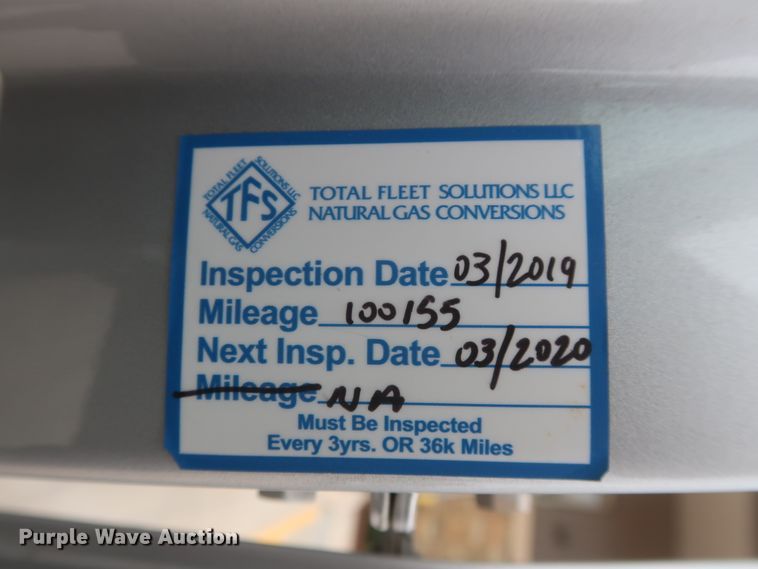 TOTAL FLEET SOLUTIONS LLC
TFS
NATURAL GAS CONVERSIONS
TOTAL FLEET SOLUTIONS LLC
NATURAL GAS CONVERSIONS
Inspection Date 03/2019
Mileage 100155
Next Insp. Date 03/2020
Mileage NA
Must Be Inspected
Every 3yrs. OR 36k Miles
Purple Wave Auction